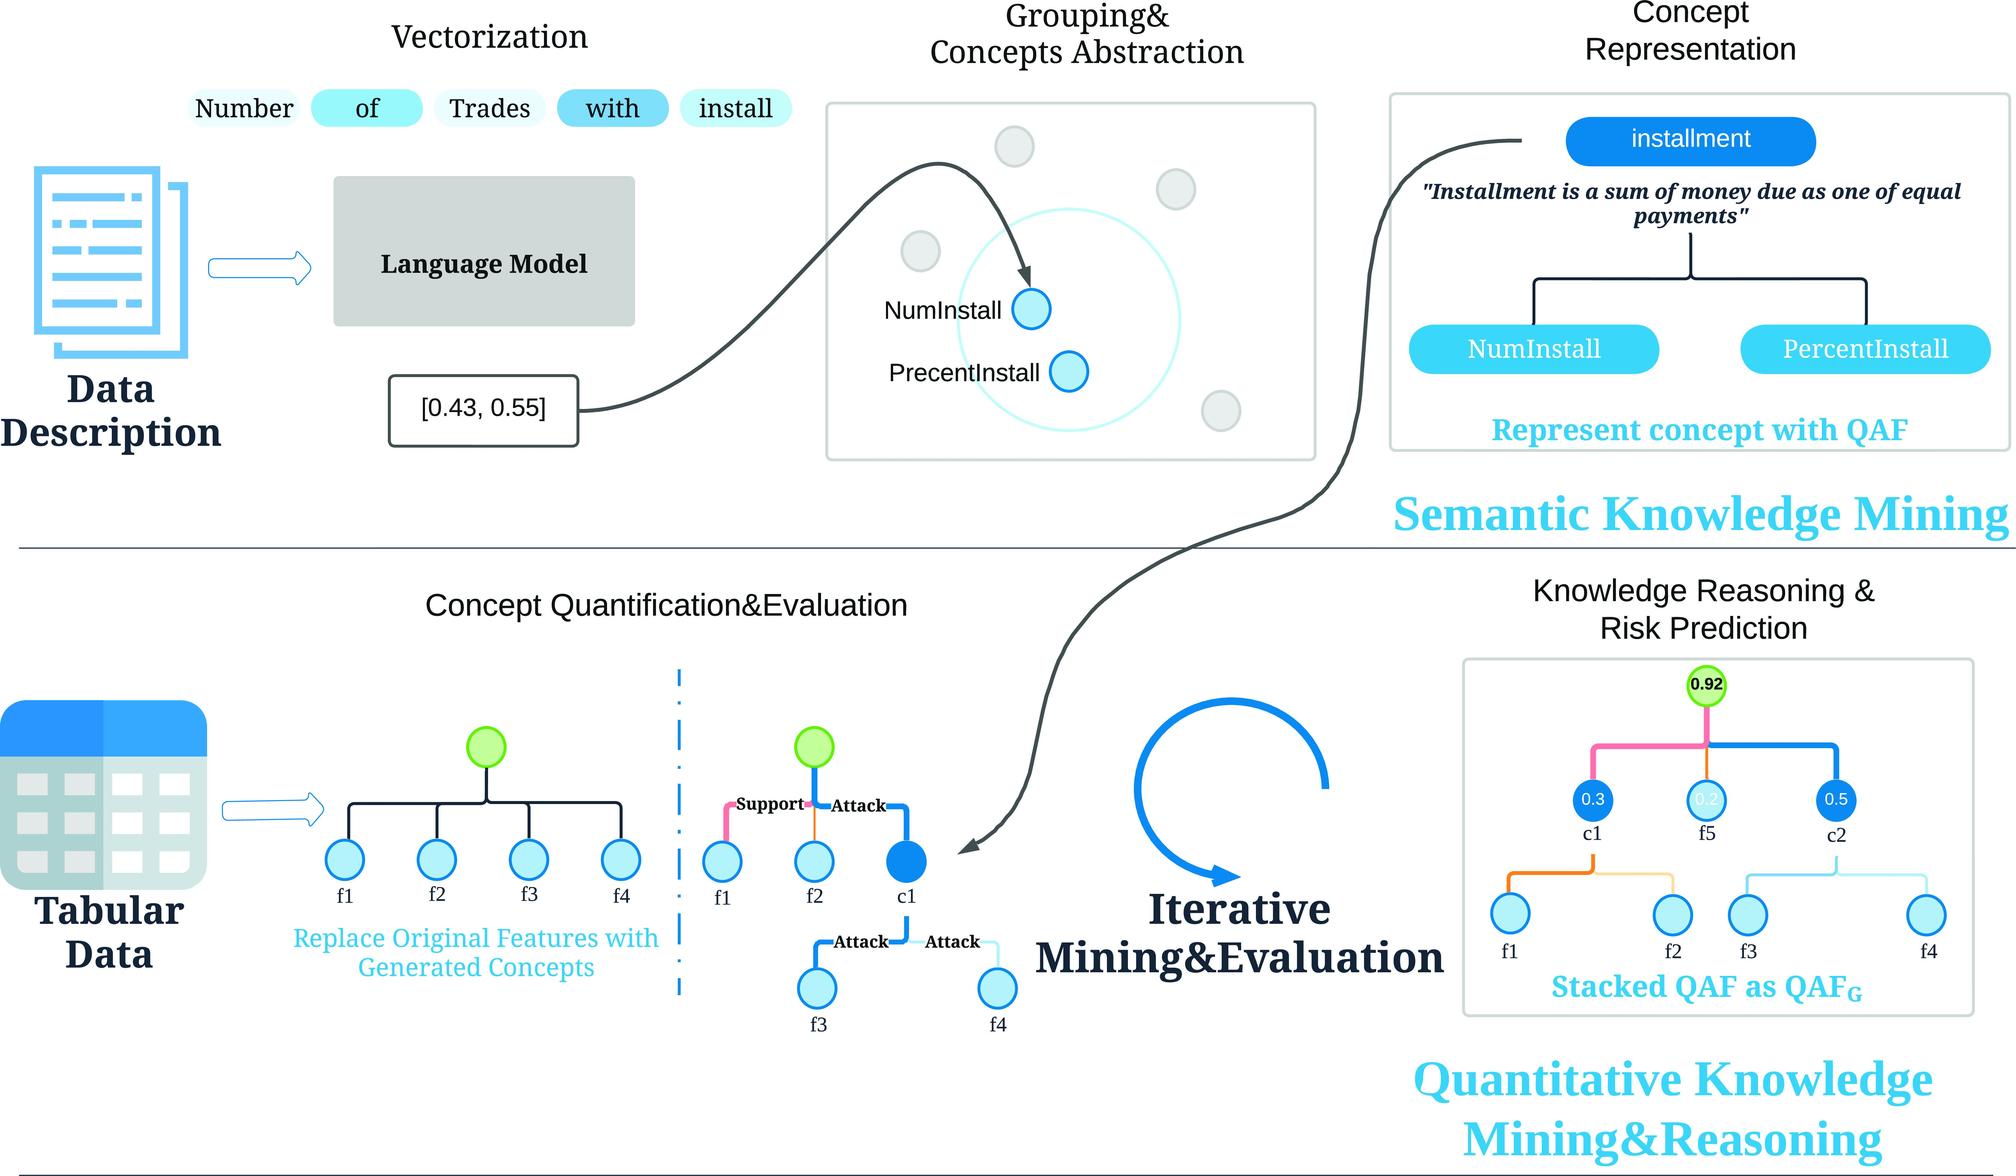 Vectorization
Grouping&
Concepts Abstraction
Concept
Representation
Number of Trades with install
Language Model
[0.43, 0.55]
Data
Description
NumInstall
PrecentInstall
installment
"Installment is a sum of money due as one of equal
payments"
NumInstall PercentInstall
Represent concept with QAF
Semantic Knowledge Mining
Concept Quantification&Evaluation
Knowledge Reasoning &
Risk Prediction
Tabular
Data
f1 f2 f3 f4
Replace Original Features with
Generated Concepts
Support Attack
f1 f2 c1
Attack Attack
f3 f4
Iterative
Mining&Evaluation
0.92
0.3 0.2 0.5
c1 f5 c2
f1 f2 f3 f4
Stacked QAF as QAF_G
Quantitative Knowledge
Mining&Reasoning